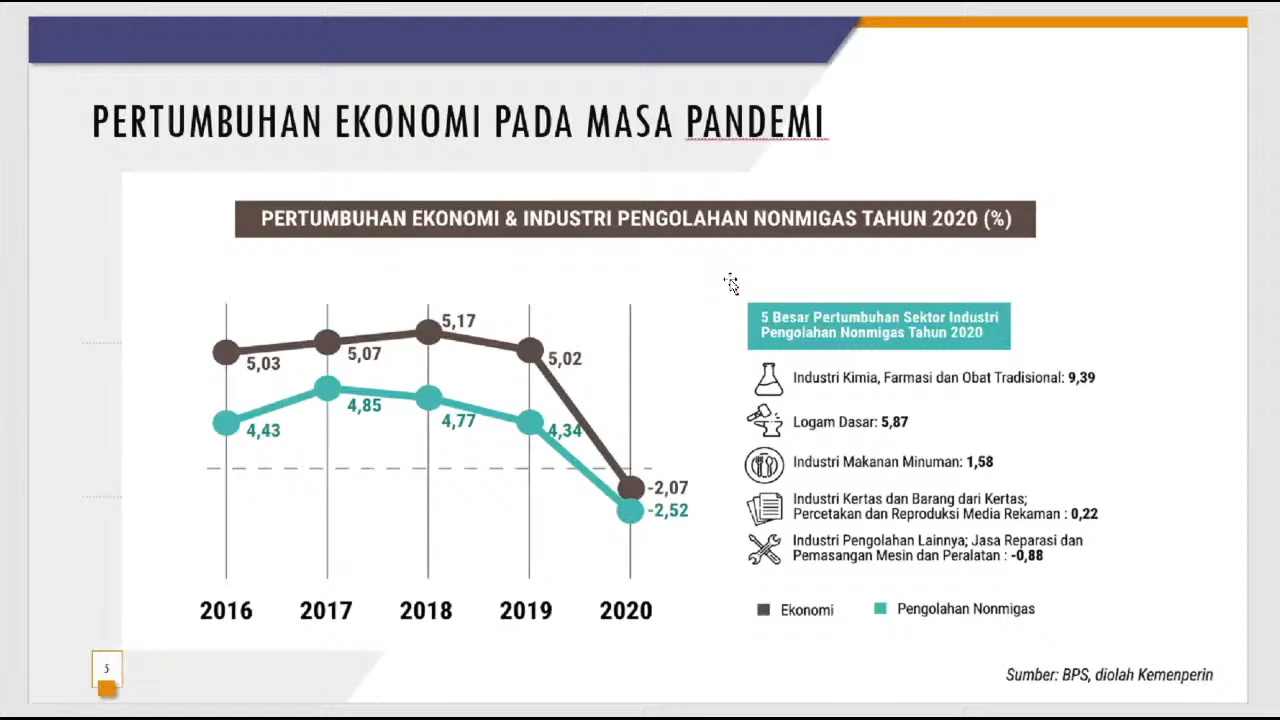 PERTUMBUHAN EKONOMI PADA MASA PANDEMI
PERTUMBUHAN EKONOMI & INDUSTRI PENGOLAHAN NONMIGAS TAHUN 2020 (%)
5,03
5,07
5,17
5,02
-2,07
4,43
4,85
4,77
4,34
-2,52
2016
2017
2018
2019
2020
5 Besar Pertumbuhan Sektor Industri
Pengolahan Nonmigas Tahun 2020
Industri Kimia, Farmasi dan Obat Tradisional: 9,39
Logam Dasar: 5,87
Industri Makanan Minuman: 1,58
Industri Kertas dan Barang dari Kertas;
Percetakan dan Reproduksi Media Rekaman : 0,22
Industri Pengolahan Lainnya; Jasa Reparasi dan
Pemasangan Mesin dan Peralatan : -0,88
Ekonomi
Pengolahan Nonmigas
5
Sumber: BPS, diolah Kemenperin